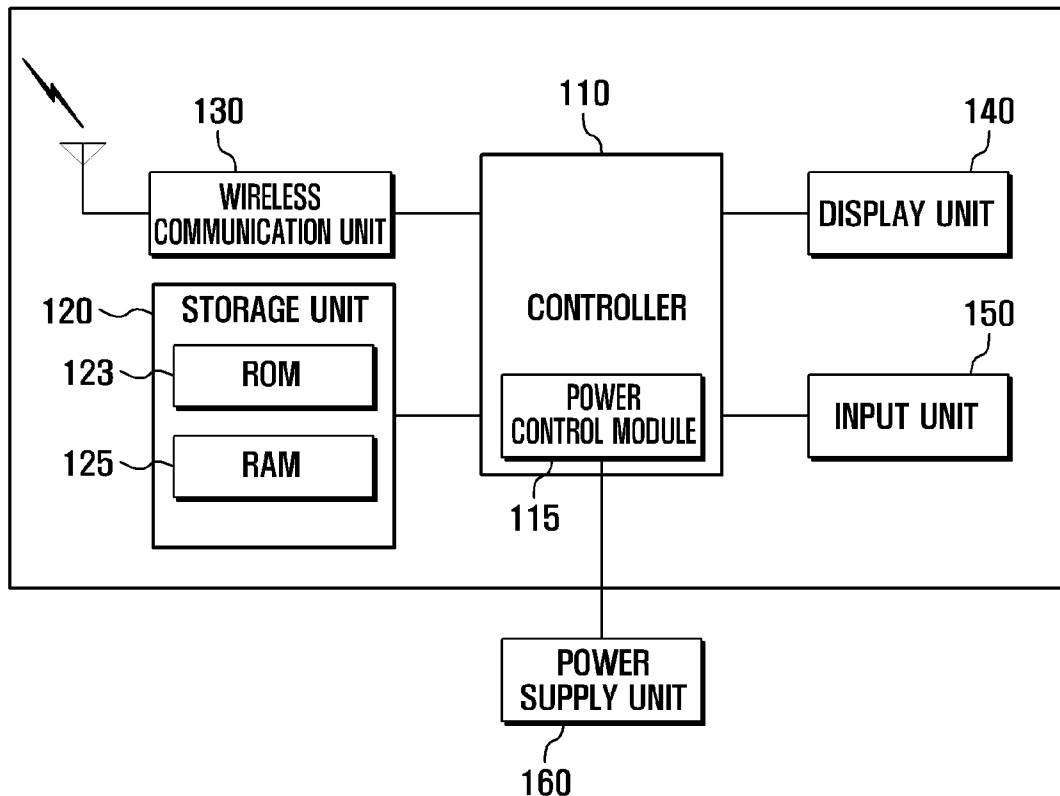 110
130
140
WIRELESS
COMMUNICATION UNIT
DISPLAY UNIT
120
STORAGE UNIT
CONTROLLER
150
123
ROM
POWER
CONTROL MODULE
INPUT UNIT
125
RAM
115
POWER
SUPPLY UNIT
160